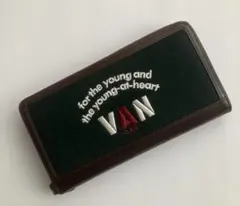 for the young and
the young-at-heart
VAN